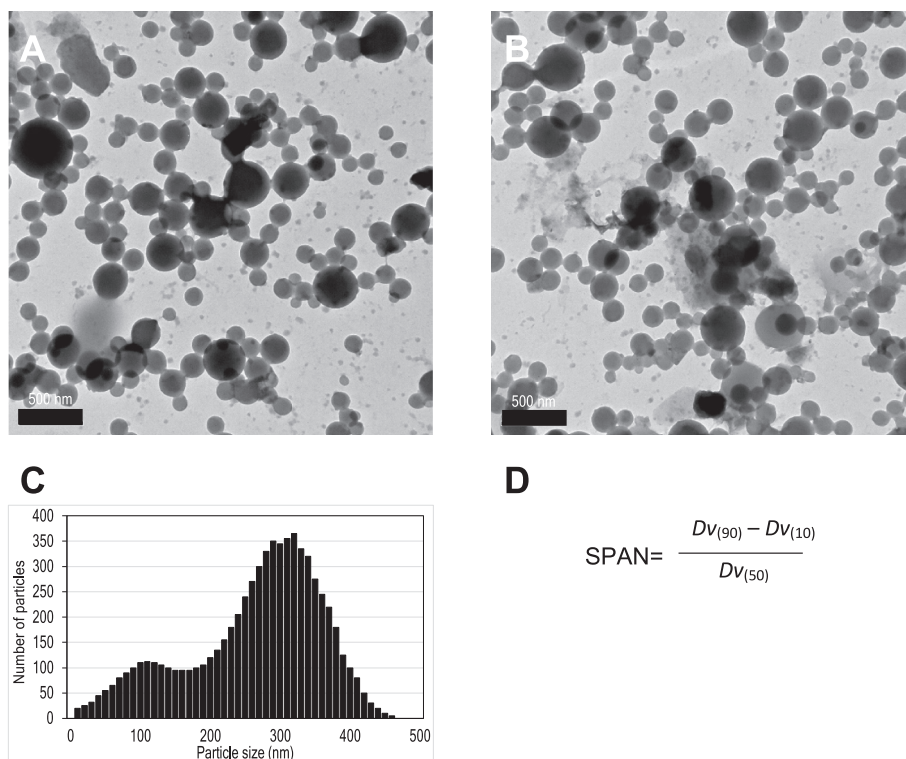 A
B
500 nm
500 nm
C
D
400
350
300
250
200
150
100
50
0
Number of particles
0 100 200 300 400 500
Particle size (nm)
SPAN=
Dv(90) – Dv(10)
Dv(50)